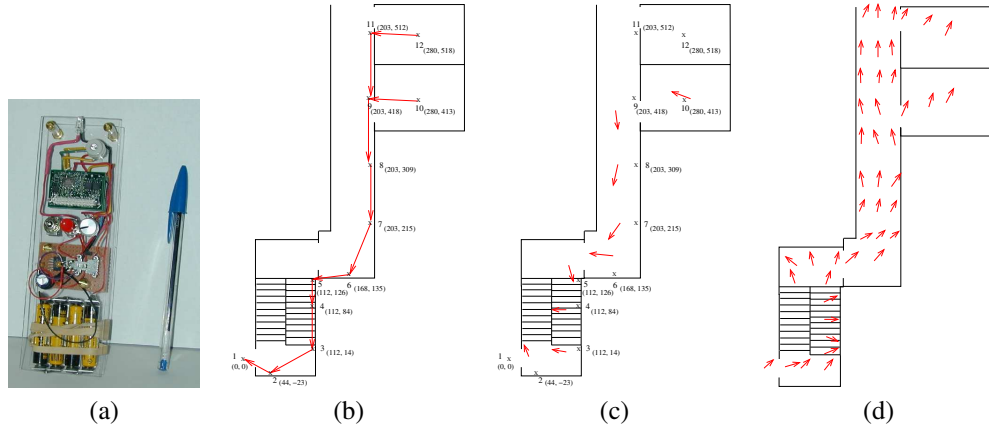 11 (203, 512)
x
x
12
(280, 518)
x
9
(203, 418)
x
10
(280, 413)
x
8
(203, 309)
x
7
(203, 215)
x
6
(168, 135)
5
(112, 126)
x
4
(112, 84)
3
(112, 14)
1
x
(0, 0)
x
2 (44, −23)
11
(203, 512)
x
x
12
(280, 518)
x
9
(203, 418)
x
10
(280, 413)
x
8
(203, 309)
x
7
(203, 215)
x
6
(168, 135)
x
5
(112, 126)
x
4
(112, 84)
x
3
(112, 14)
1
x
(0, 0)
x
2
(44, −23)
(a)
(b)
(c)
(d)